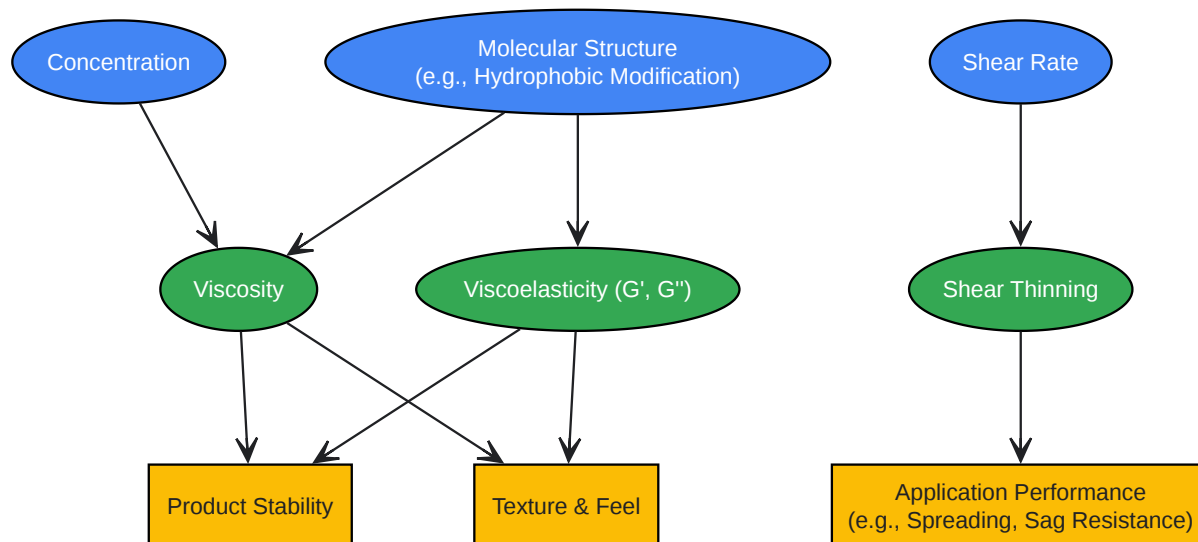 Concentration
Molecular Structure
(e.g., Hydrophobic Modification)
Shear Rate
Viscosity
Viscoelasticity (G', G'')
Shear Thinning
Product Stability
Texture & Feel
Application Performance
(e.g., Spreading, Sag Resistance)